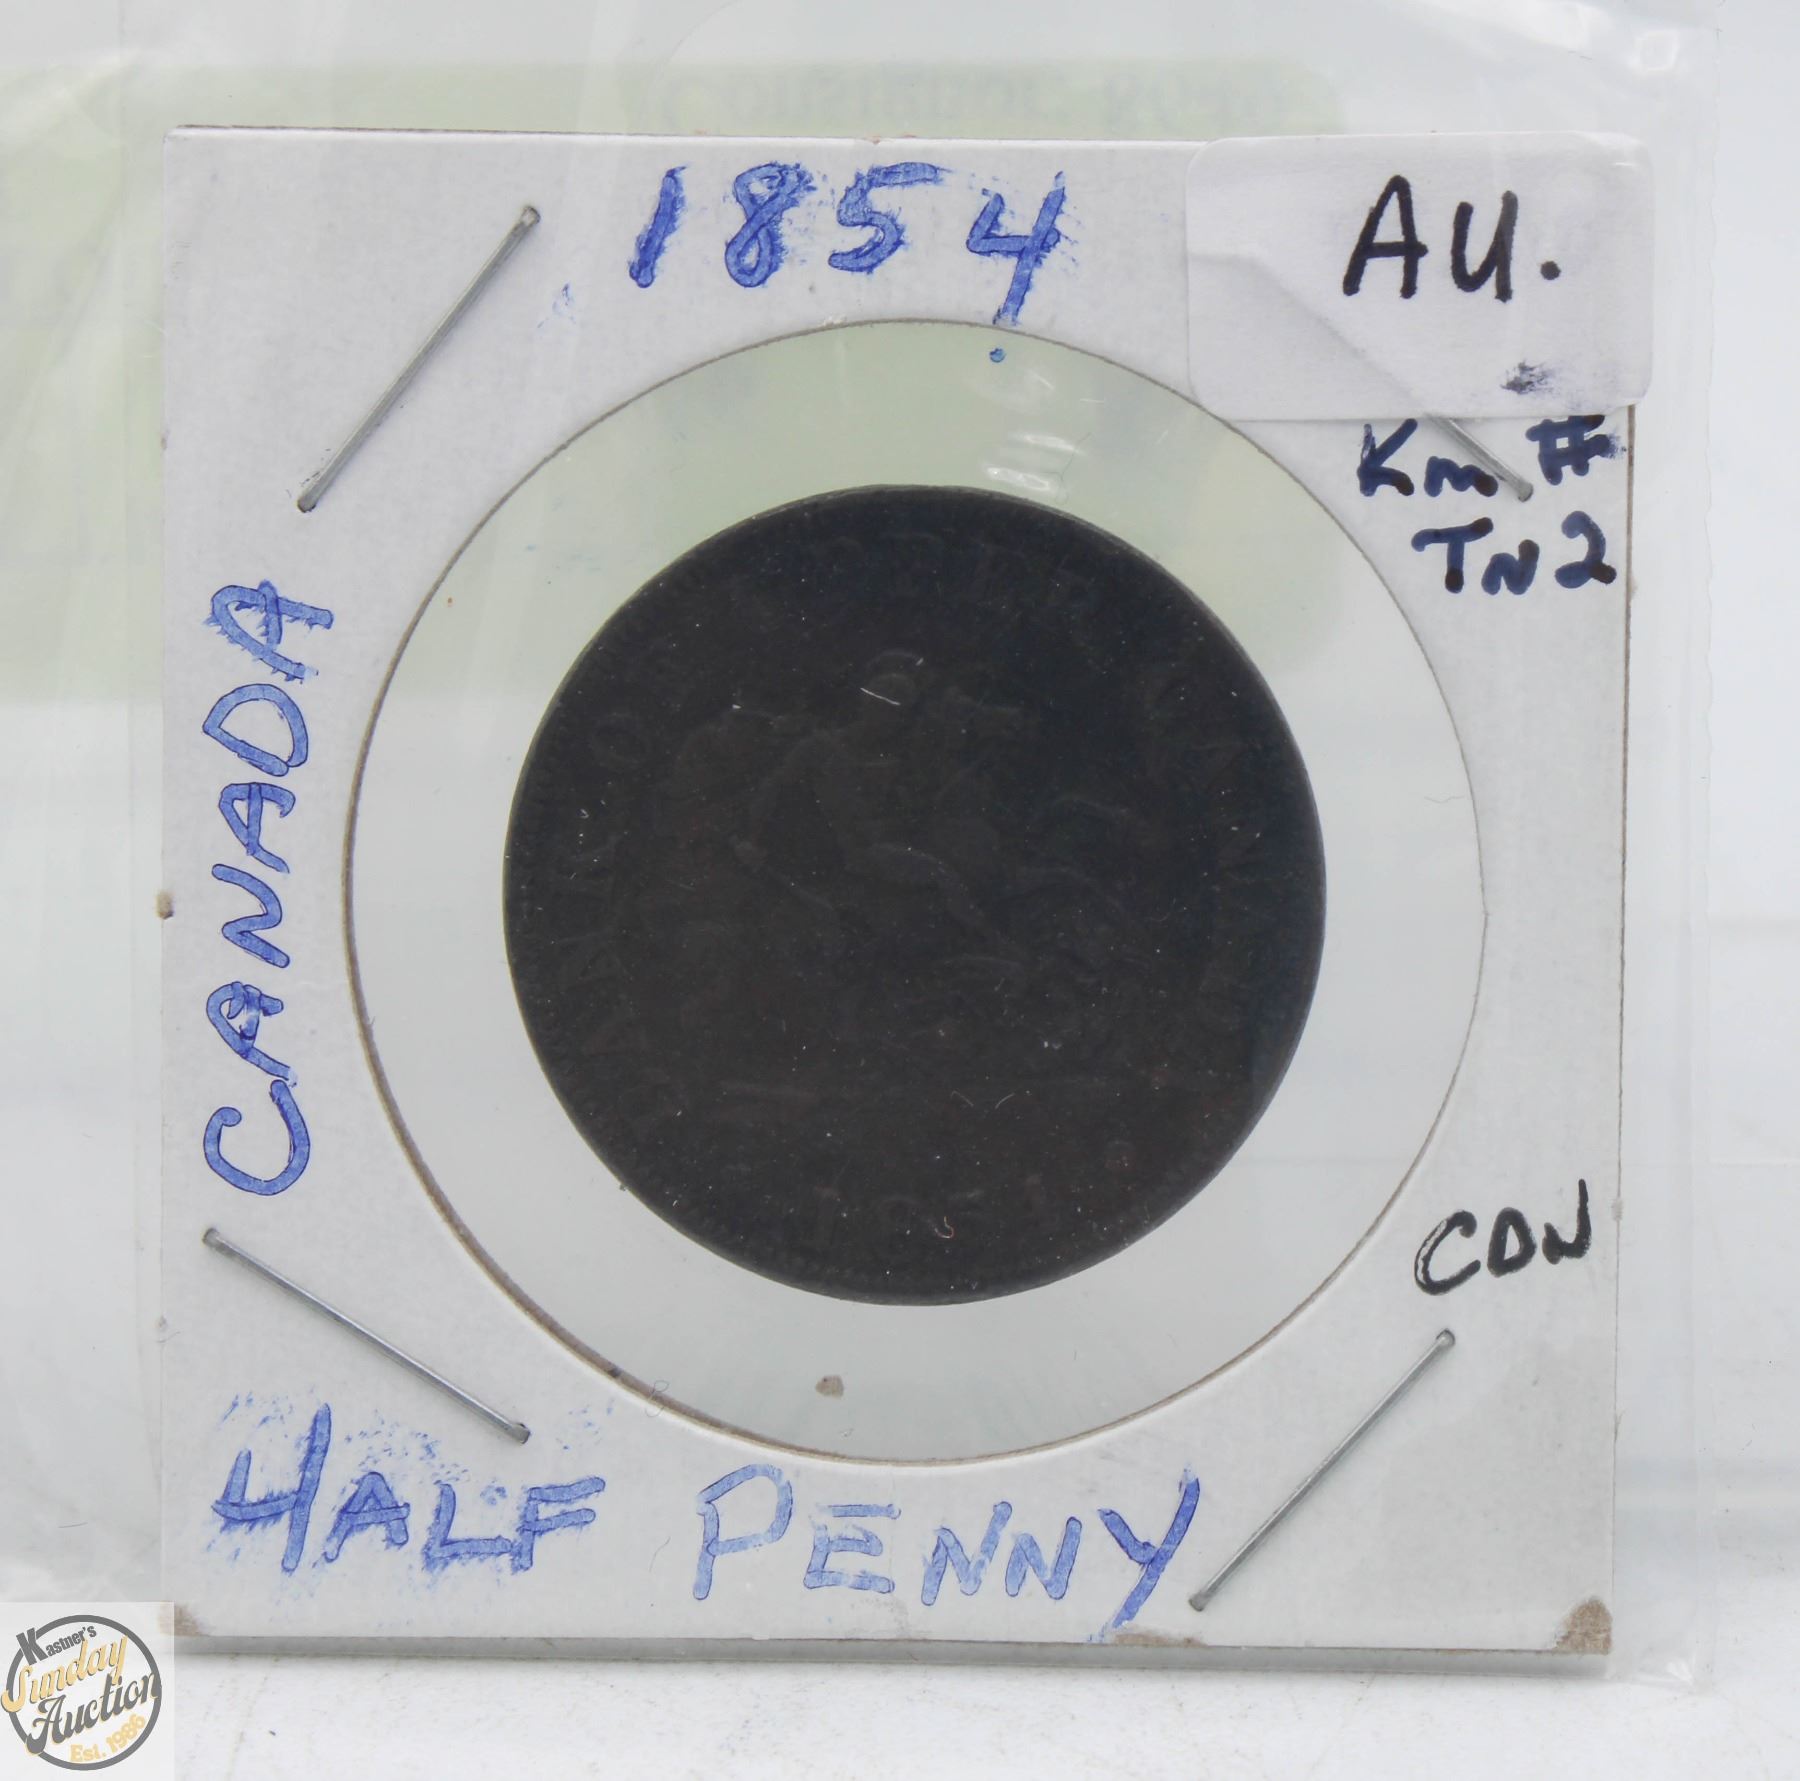 1854
AU.
Km #
TN2
CANADA
CDN
HALF PENNY
Kastner's
Sunday
Auction
Est. 1986